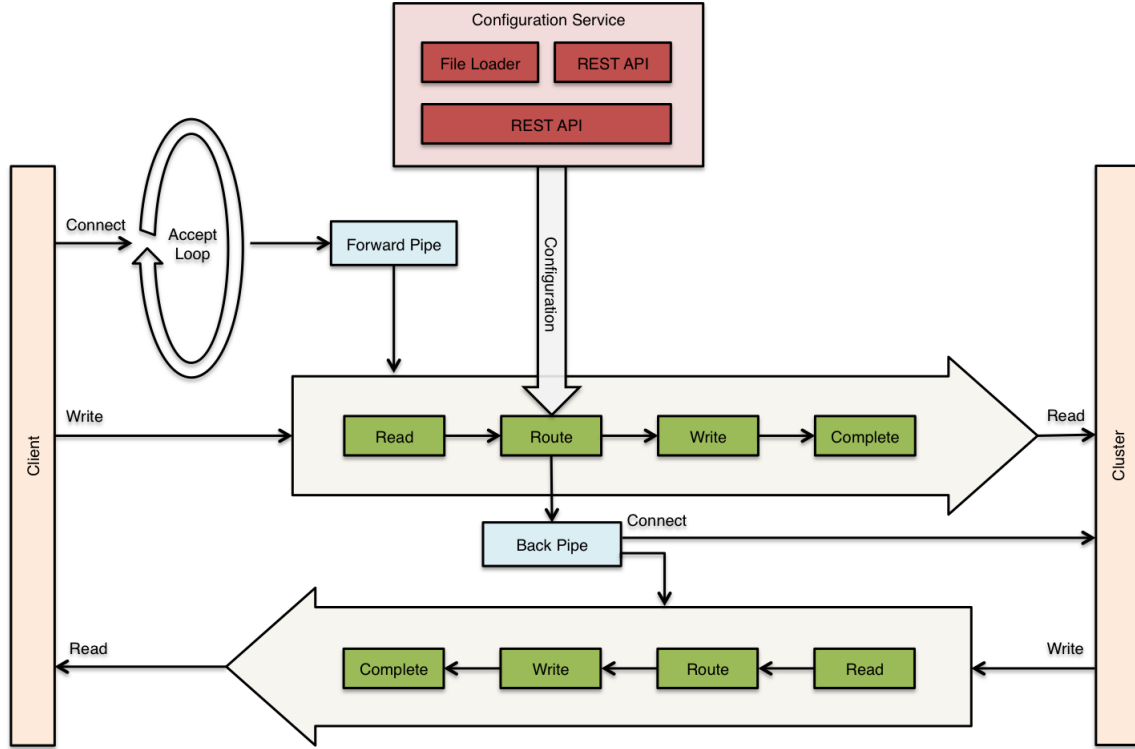 Configuration Service
File Loader
REST API
REST API
Connect
Accept
Loop
Forward Pipe
Configuration
Write
Read
Route
Write
Complete
Read
Client
Cluster
Back Pipe
Connect
Read
Complete
Write
Route
Read
Write